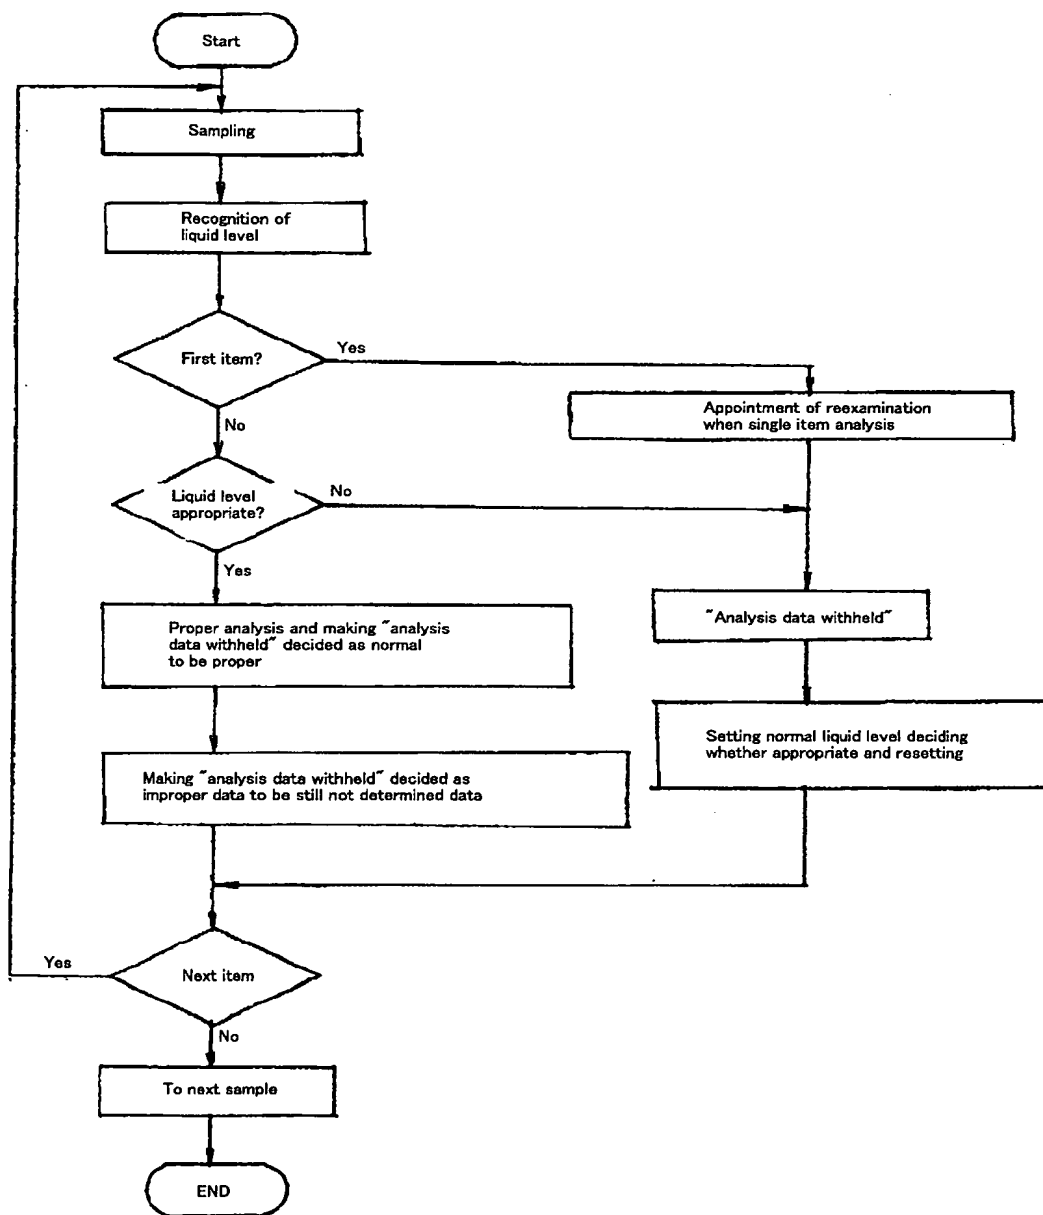 Start
Sampling
Recognition of
liquid level
First item?
Yes
No
Appointment of reexamination
when single item analysis
Liquid level
appropriate?
No
Yes
"Analysis data withheld"
Proper analysis and making "analysis
data withheld" decided as normal
to be proper
Setting normal liquid level deciding
whether appropriate and resetting
Making "analysis data withheld" decided as
improper data to be still not determined data
Next item
Yes
No
To next sample
END